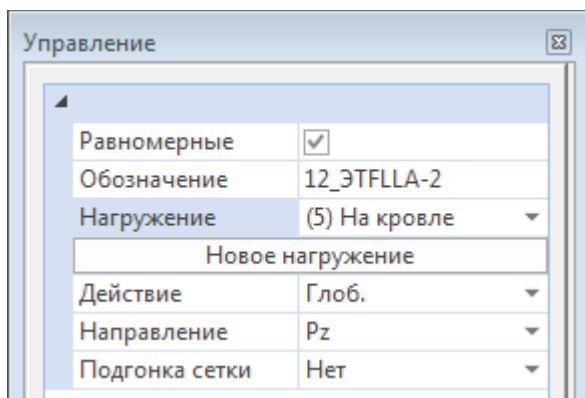 Управление
Равномерные
Обозначение 12_ЭТFLLA-2
Нагружение (5) На кровле
Новое нагружение
Действие Глоб.
Направление Pz
Подгонка сетки Нет